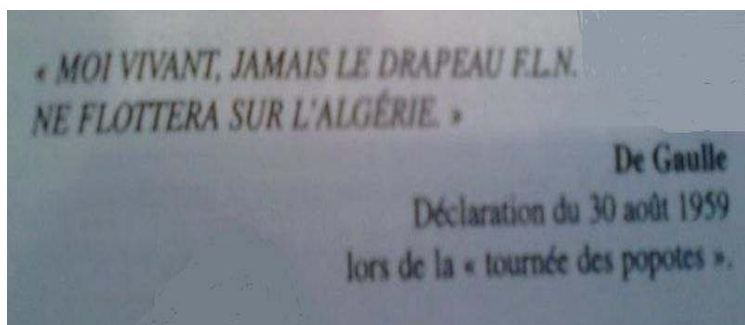 « MOI VIVANT, JAMAIS LE DRAPEAU F.L.N.
NE FLOTTERA SUR L'ALGÉRIE. »
De Gaulle
Déclaration du 30 août 1959
lors de la « tournée des popotes ».